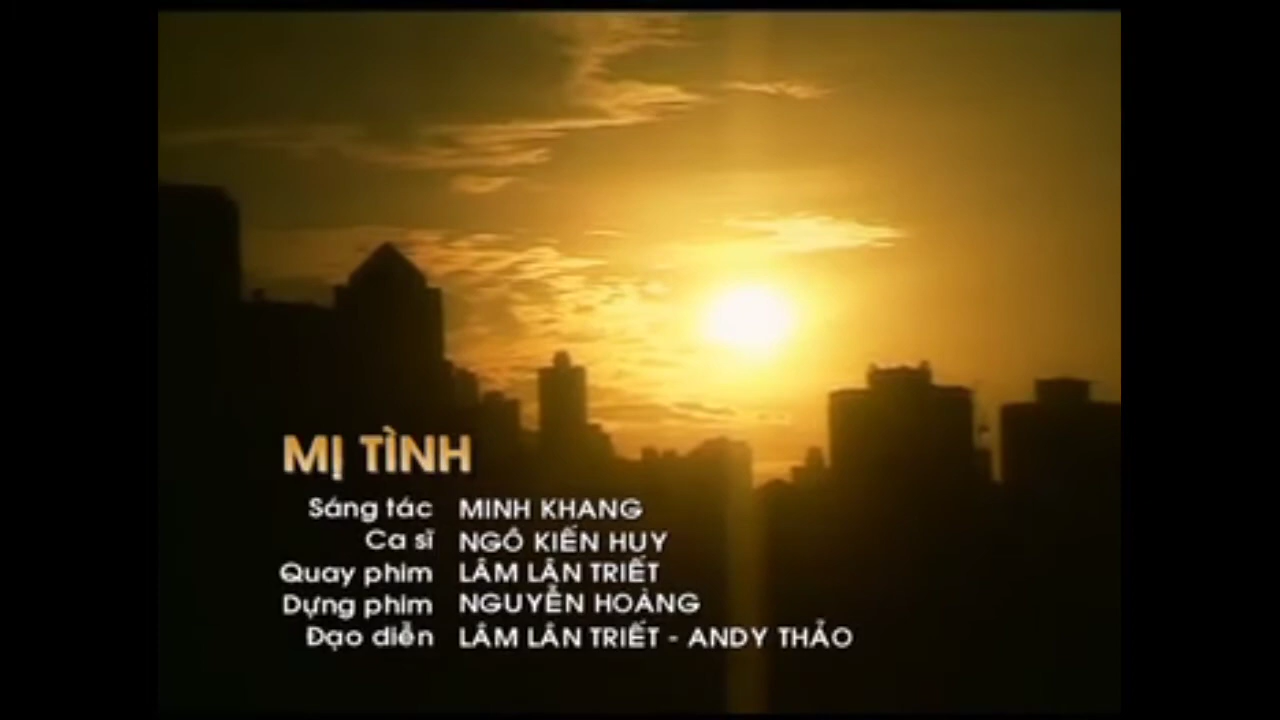 MỊ TÌNH
Sáng tác MINH KHANG
Ca sĩ NGÔ KIẾN HUY
Quay phim LÂM LÂN TRIẾT
Dựng phim NGUYỄN HOÀNG
Đạo diễn LÂM LÂN TRIẾT - ANDY THẢO